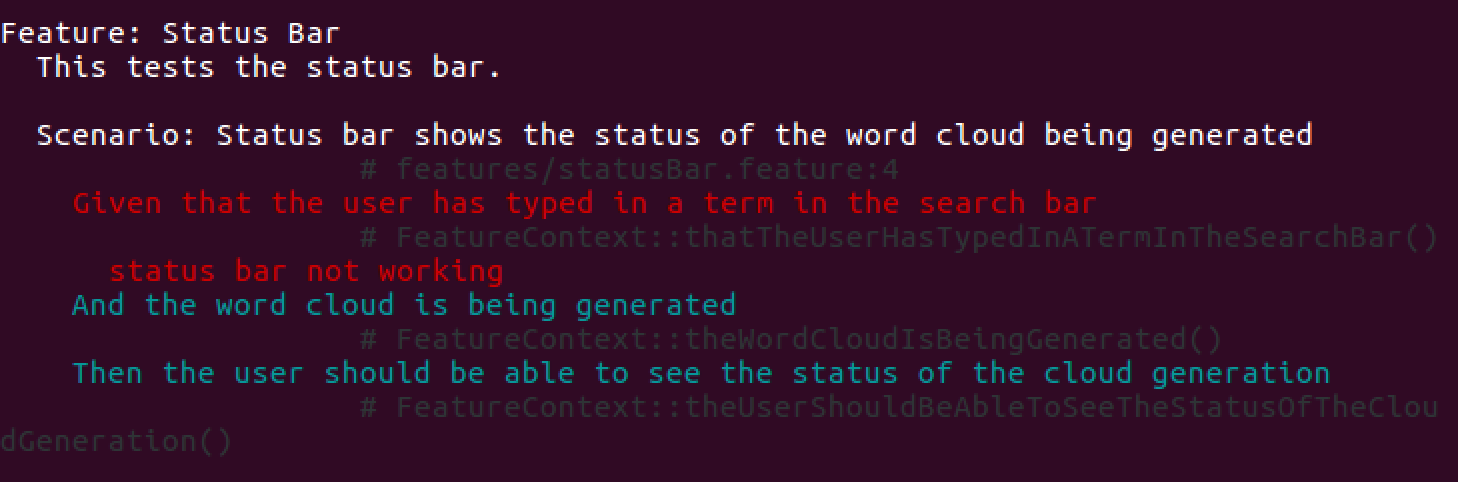 Feature: Status Bar
This tests the status bar.
Scenario: Status bar shows the status of the word cloud being generated
# features/statusBar.feature:4
Given that the user has typed in a term in the search bar
# FeatureContext::thatTheUserHasTypedInATermInTheSearchBar()
status bar not working
And the word cloud is being generated
# FeatureContext::theWordCloudIsBeingGenerated()
Then the user should be able to see the status of the cloud generation
# FeatureContext::theUserShouldBeAbleToSeeTheStatusOfTheClou
dGeneration()